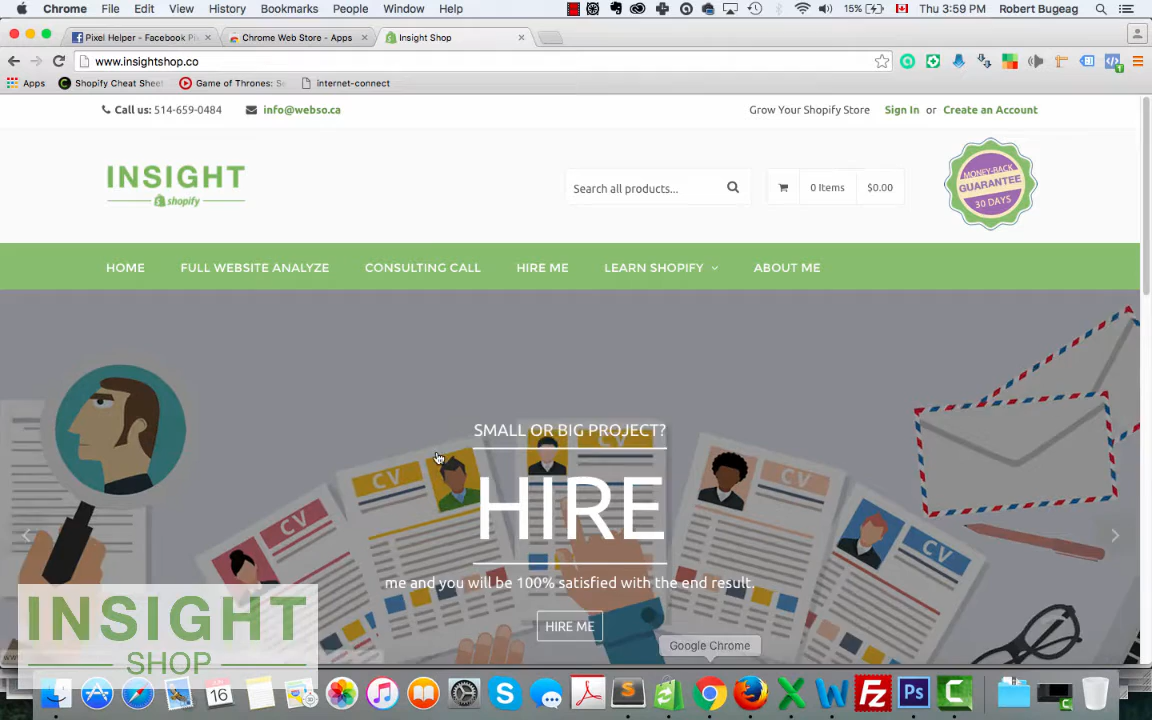 Chrome File Edit View History Bookmarks People Window Help 15% Thu 3:59 PM Robert Bugeag
Pixel Helper - Facebook Pi
Chrome Web Store - Apps
Insight Shop
www.insightshop.co
Apps Shopify Cheat Sheet Game of Thrones: Se internet-connect
Call us: 514-659-0484 info@webso.ca Grow Your Shopify Store Sign In or Create an Account
INSIGHT
shopify
Search all products...
0 Items $0.00
MONEY-BACK
GUARANTEE
30 DAYS
HOME FULL WEBSITE ANALYZE CONSULTING CALL HIRE ME LEARN SHOPIFY ABOUT ME
SMALL OR BIG PROJECT?
CV CV CV CV CV
HIRE
me and you will be 100% satisfied with the end result.
HIRE ME
Google Chrome
INSIGHT
SHOP
16
Fz
Ps